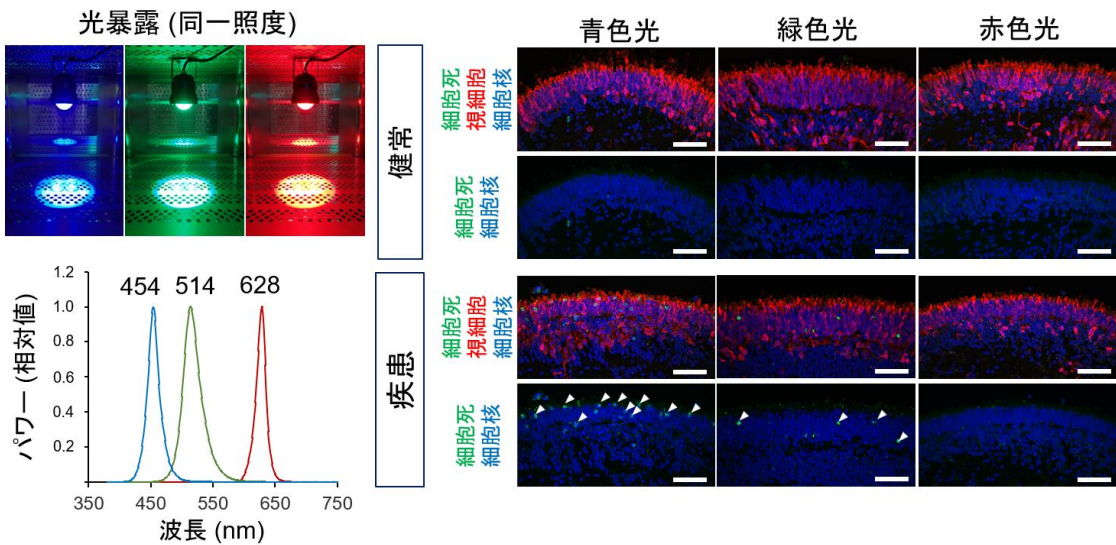 光暴露 (同一照度)
454 514 628
1.2
1.0
0.8
0.6
0.4
0.2
パワー (相対値)
350 450 550 650 750
波長 (nm)
青色光
緑色光
赤色光
健常
細胞死
視細胞
細胞核
細胞死
細胞核
疾患
細胞死
視細胞
細胞核
細胞死
細胞核